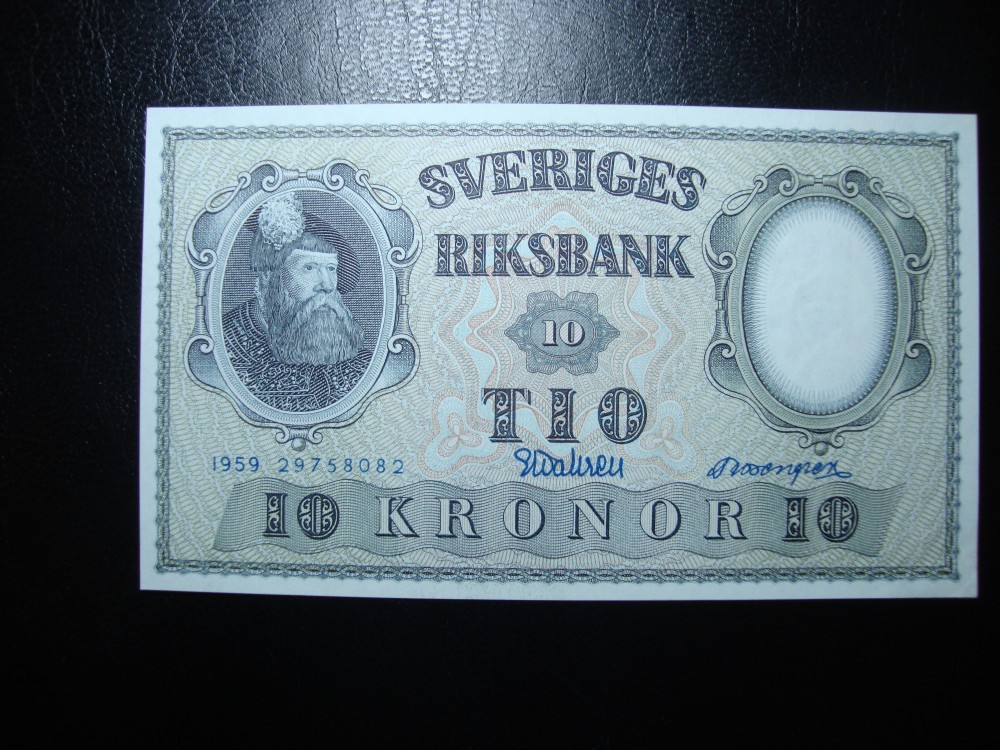 SVERIGES
RIKSBANK
10
TIO
1959 29758082
10 KRONOR 10